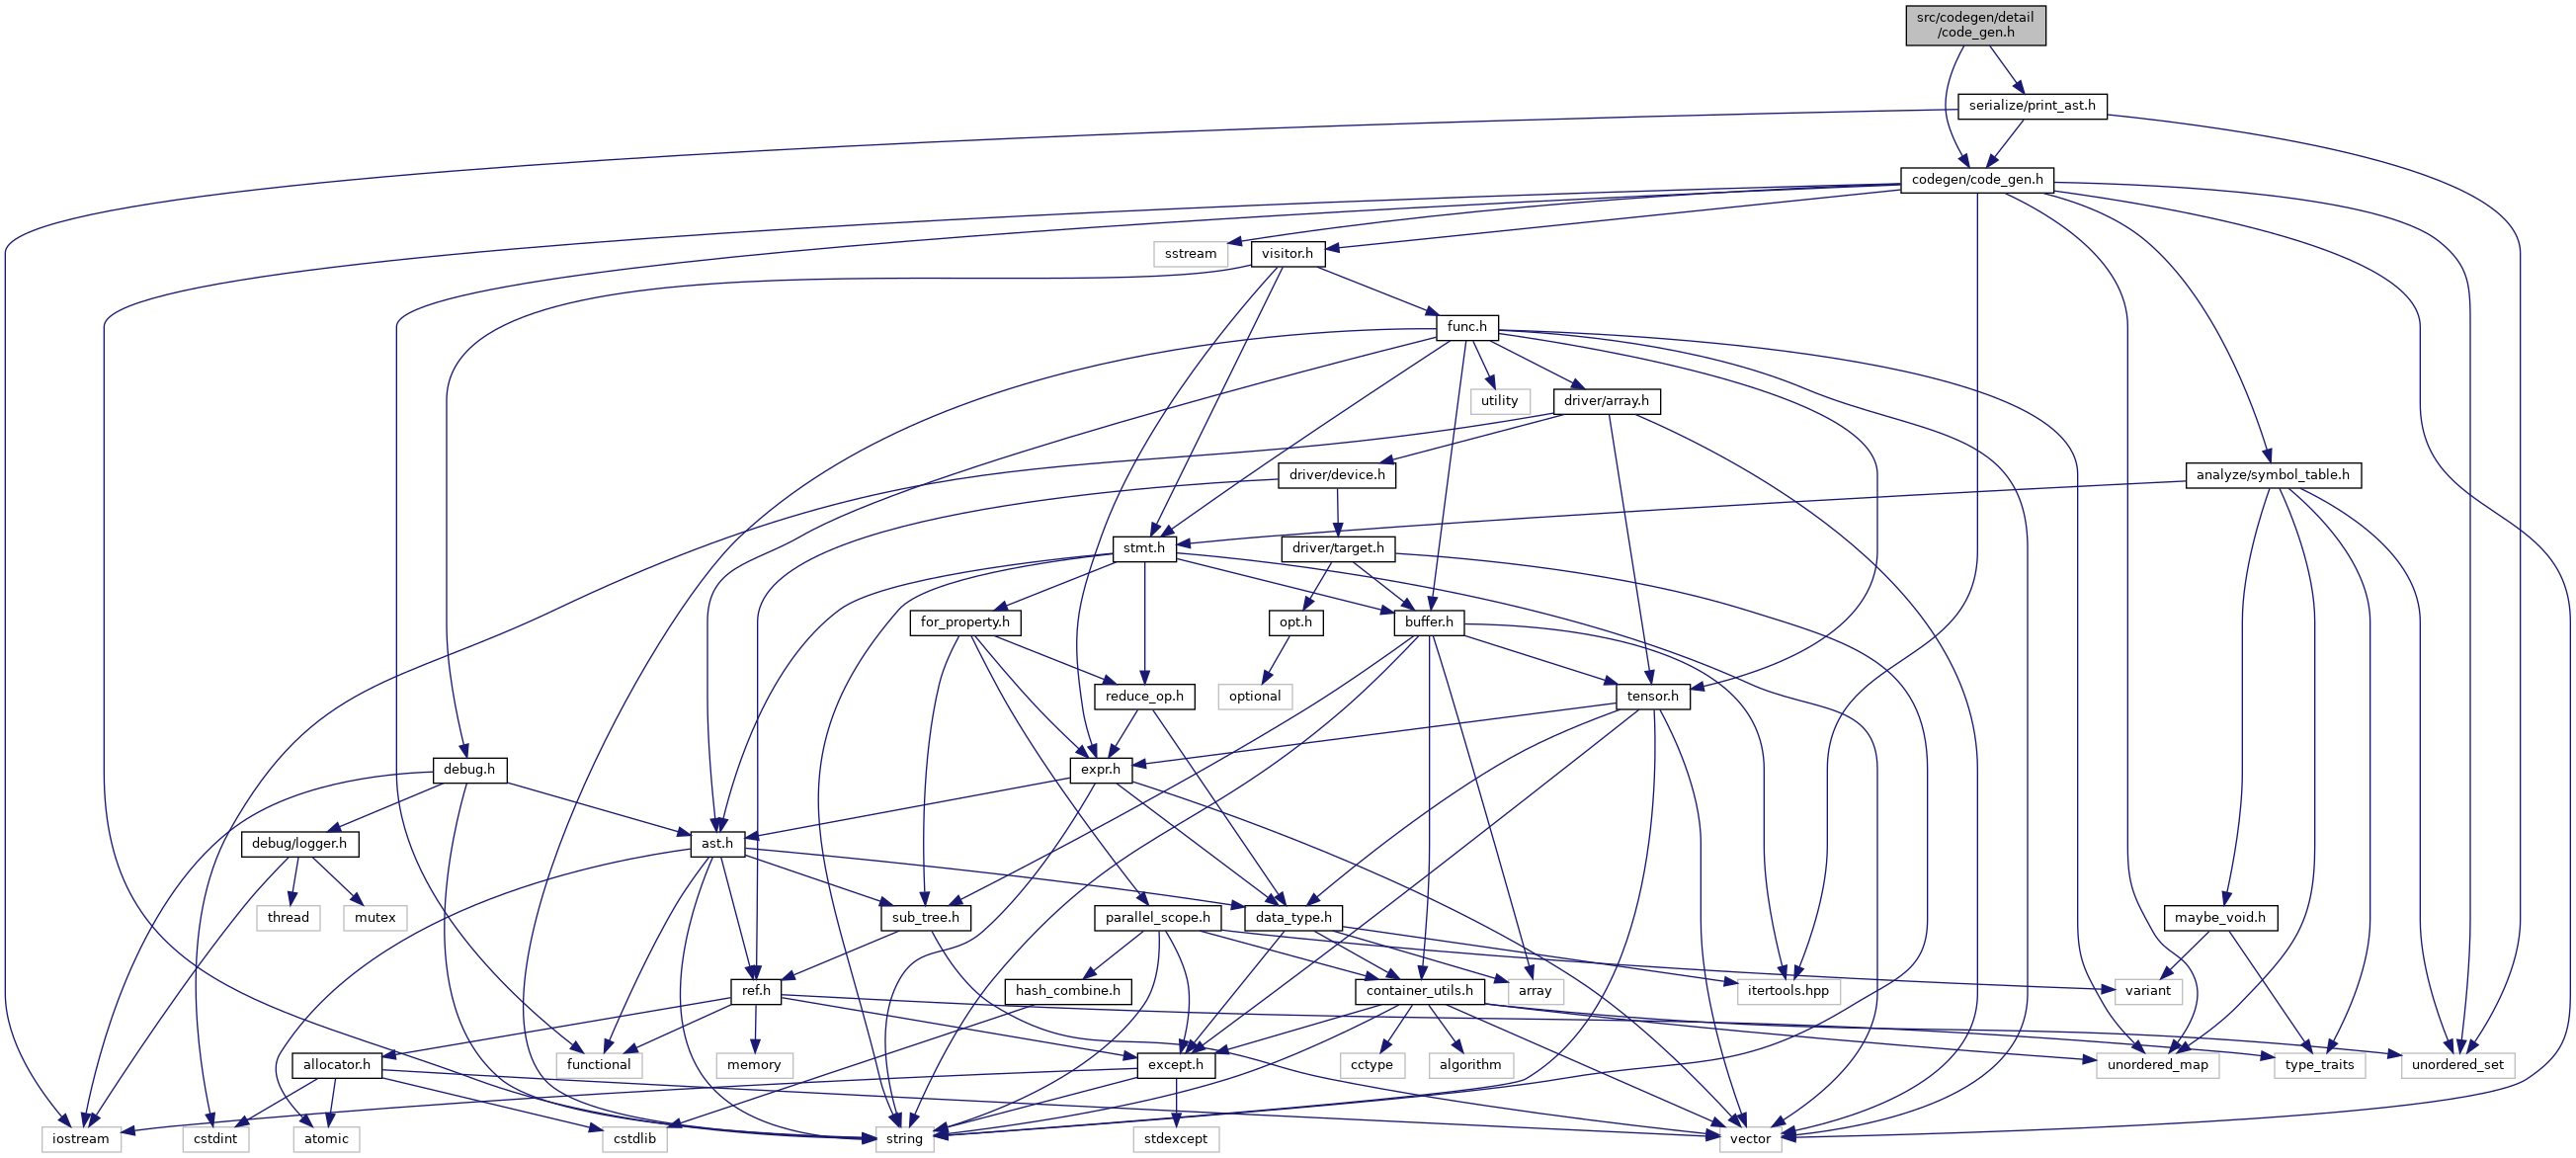 src/codegen/detail
/code_gen.h
serialize/print_ast.h
codegen/code_gen.h
sstream
visitor.h
func.h
utility
driver/array.h
driver/device.h
analyze/symbol_table.h
stmt.h
driver/target.h
for_property.h
opt.h
buffer.h
reduce_op.h
optional
tensor.h
debug.h
expr.h
debug/logger.h
ast.h
thread
mutex
sub_tree.h
parallel_scope.h
data_type.h
maybe_void.h
ref.h
hash_combine.h
container_utils.h
array
itertools.hpp
variant
allocator.h
functional
memory
except.h
cctype
algorithm
unordered_map
type_traits
unordered_set
iostream
cstdint
atomic
cstdlib
string
stdexcept
vector